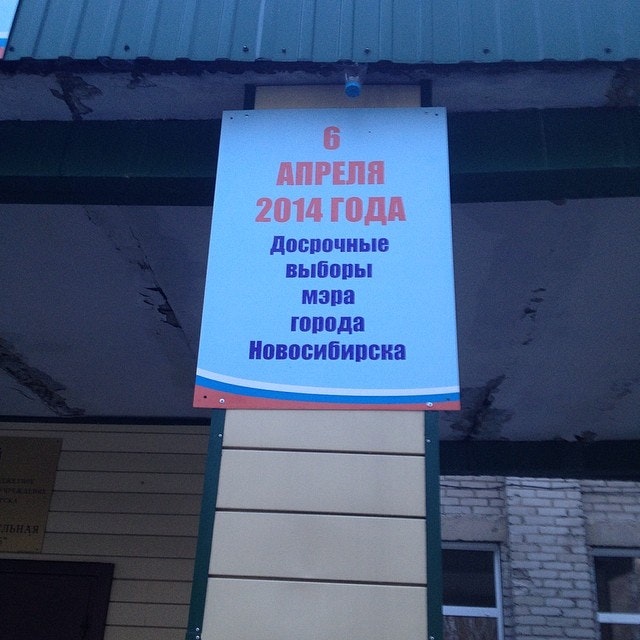 6
АПРЕЛЯ
2014 ГОДА
Досрочные
выборы
мэра
города
Новосибирска